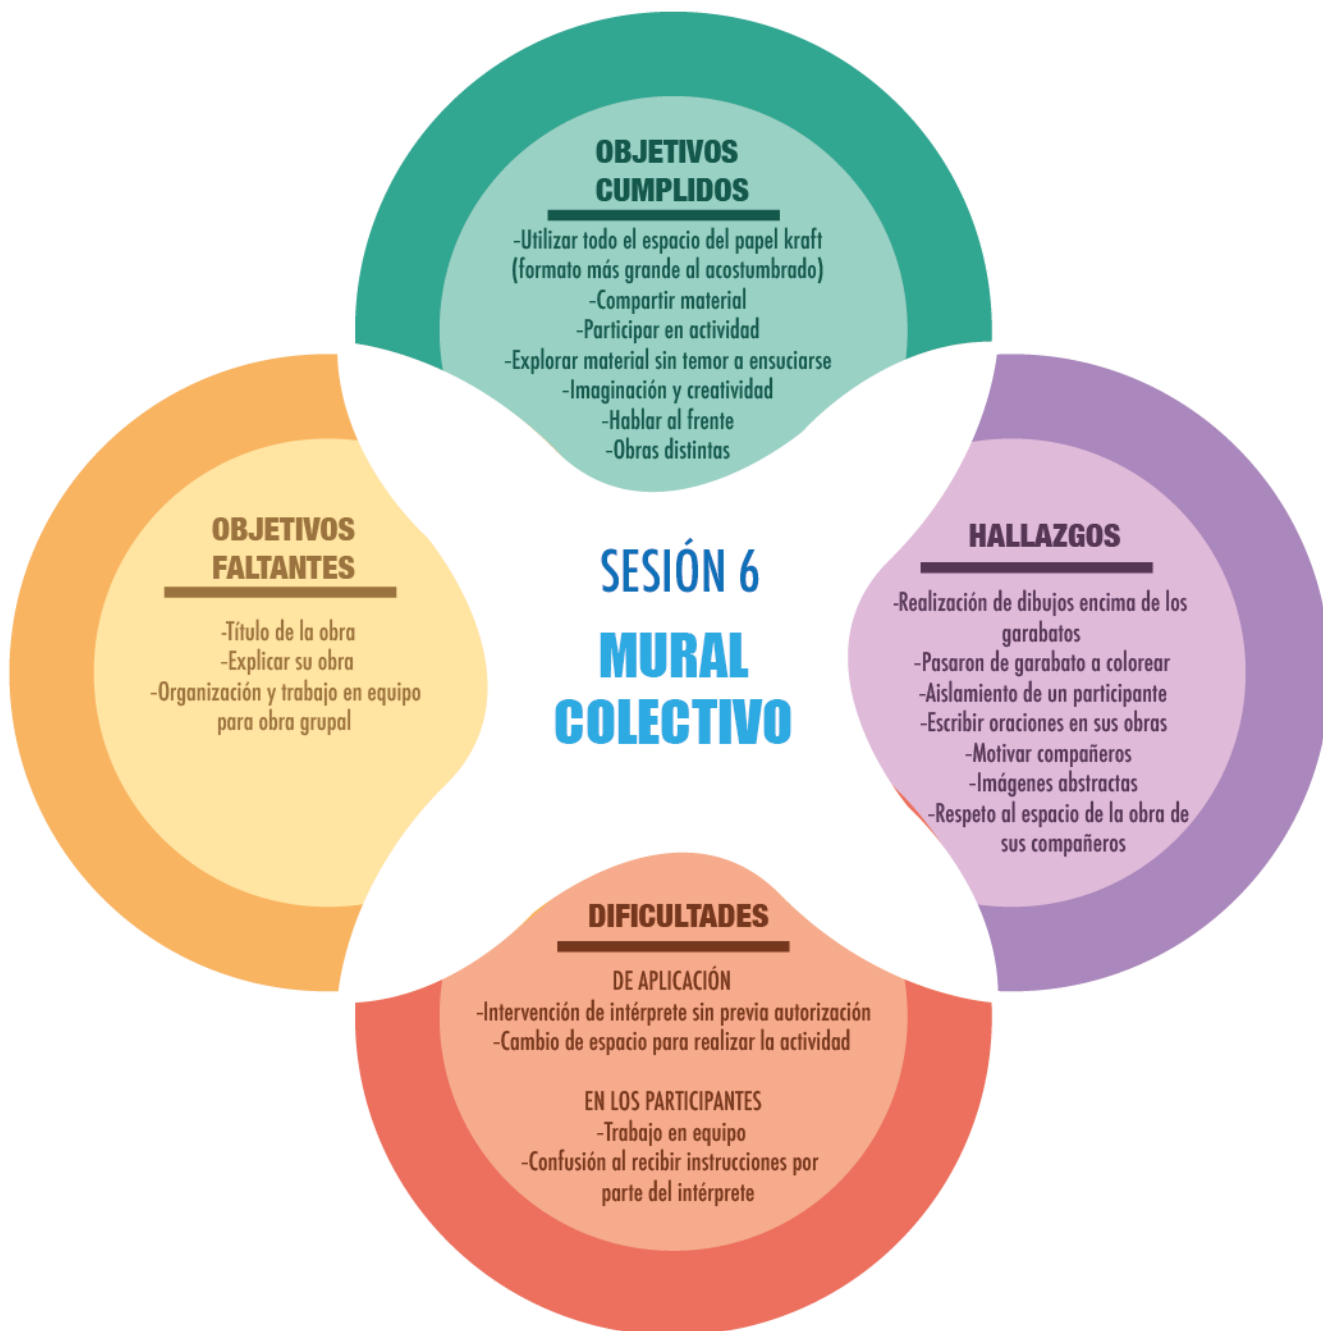 OBJETIVOS
CUMPLIDOS
-Utilizar todo el espacio del papel kraft
(formato más grande al acostumbrado)
-Compartir material
-Participar en actividad
-Explorar material sin temor a ensuciarse
-Imaginación y creatividad
-Hablar al frente
-Obras distintas
OBJETIVOS
FALTANTES
-Título de la obra
-Explicar su obra
-Organización y trabajo en equipo
para obra grupal
SESIÓN 6
MURAL
COLECTIVO
HALLAZGOS
-Realización de dibujos encima de los
garabatos
-Pasaron de garabato a colorear
-Aislamiento de un participante
-Escribir oraciones en sus obras
-Motivar compañeros
-Imágenes abstractas
-Respeto al espacio de la obra de
sus compañeros
DIFICULTADES
DE APLICACIÓN
-Intervención de intérprete sin previa autorización
-Cambio de espacio para realizar la actividad
EN LOS PARTICIPANTES
-Trabajo en equipo
-Confusión al recibir instrucciones por
parte del intérprete